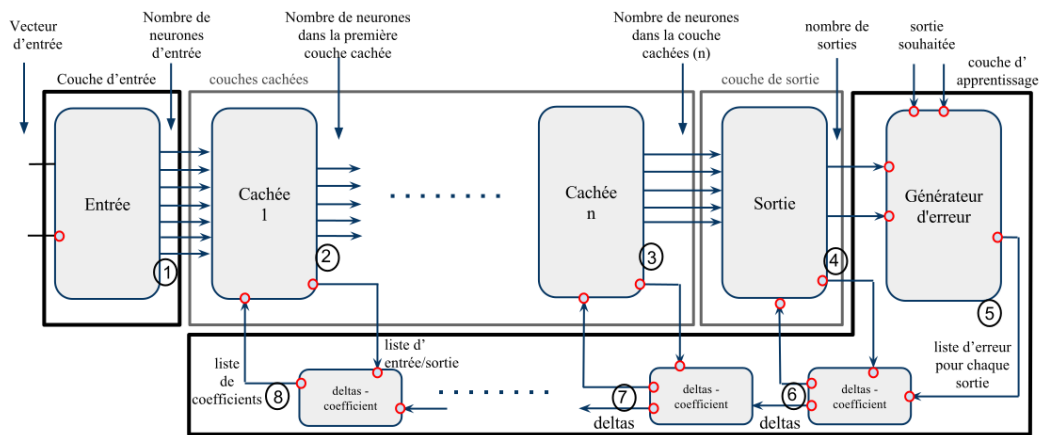 Vecteur
d'entrée
Nombre de
neurones
d'entrée
Nombre de neurones
dans la première
couche cachée
Nombre de neurones
dans la couche
cachées (n)
nombre
de sorties
sortie
souhaitée
couche d'
apprentissage
Couche d'entrée
couches cachées
couche de sortie
Entrée
Cachée
1
Cachée
n
Sortie
Générateur
d'erreur
1
2
3
4
5
liste d'
entrée/sortie
liste
de
coefficients
8
deltas -
coefficient
7
deltas
deltas -
coefficient
6
deltas
deltas -
coefficient
liste d'erreur
pour chaque
sortie